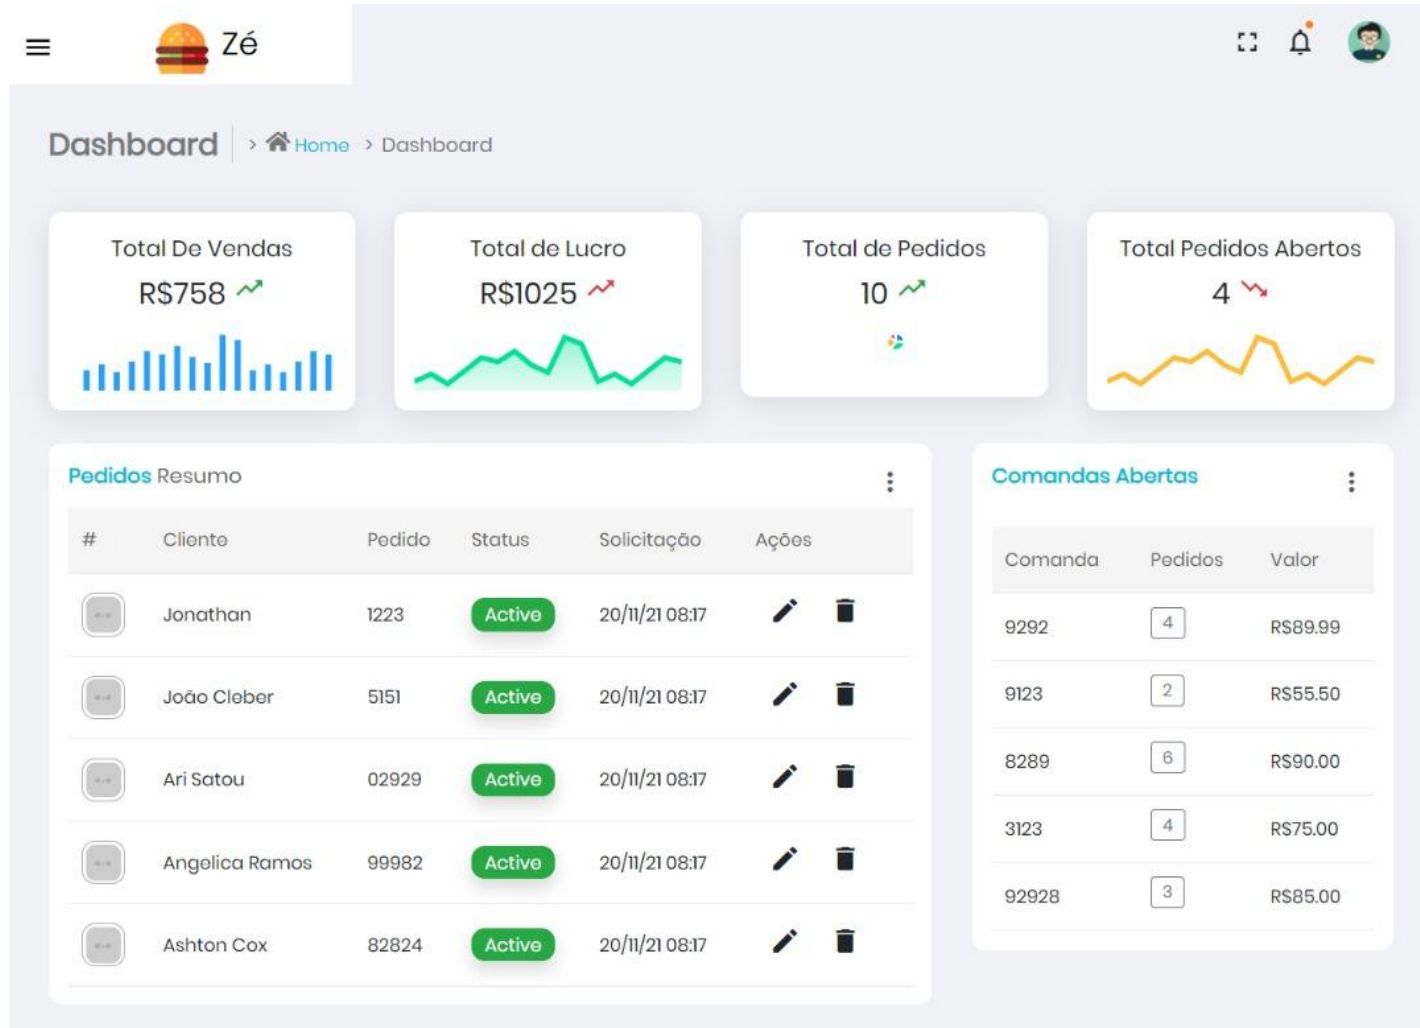 Zé
Dashboard > Home > Dashboard
Total De Vendas
R$758
Total de Lucro
R$1025
Total de Pedidos
10
Total Pedidos Abertos
4
Pedidos Resumo
# Cliente Pedido Status Solicitação Ações
Jonathan 1223 Active 20/11/21 08:17
João Cleber 5151 Active 20/11/21 08:17
Ari Satou 02929 Active 20/11/21 08:17
Angelica Ramos 99982 Active 20/11/21 08:17
Ashton Cox 82824 Active 20/11/21 08:17
Comandas Abertas
Comanda Pedidos Valor
9292 4 R$89.99
9123 2 R$55.50
8289 6 R$90.00
3123 4 R$75.00
92928 3 R$85.00